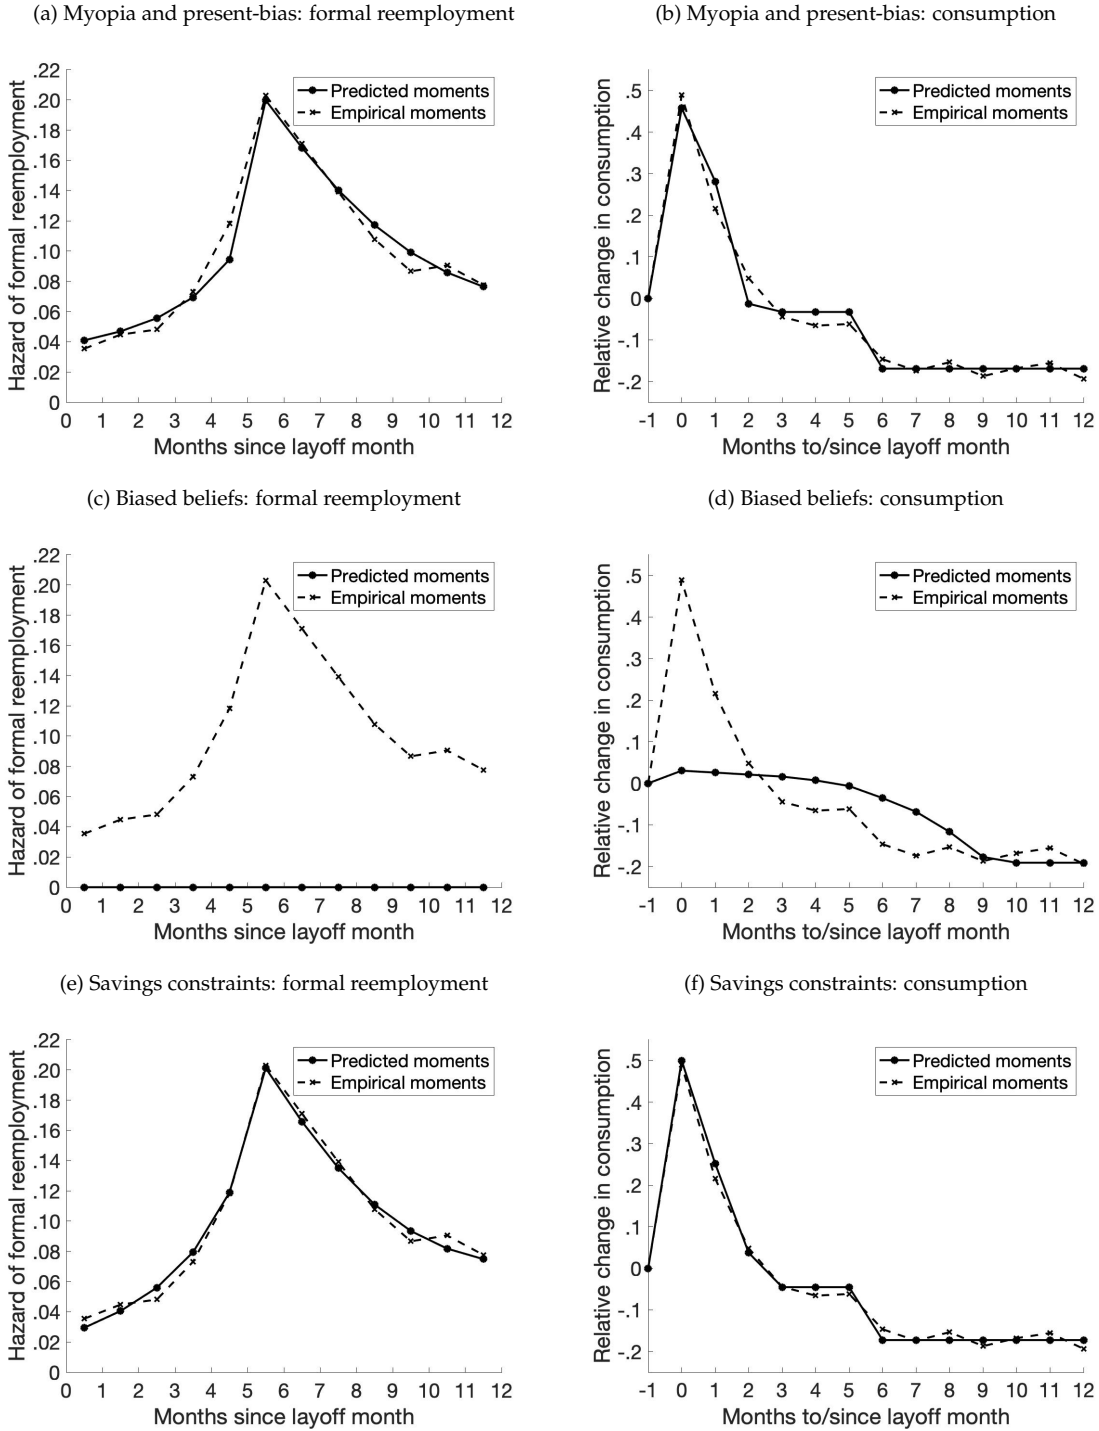 (a) Myopia and present-bias: formal reemployment
Hazard of formal reemployment
.22
.20
.18
.16
.14
.12
.10
.08
.06
.04
.02
0
Predicted moments
Empirical moments
0 1 2 3 4 5 6 7 8 9 10 11 12
Months since layoff month
(b) Myopia and present-bias: consumption
Relative change in consumption
.5
.4
.3
.2
.1
0
-.1
-.2
Predicted moments
Empirical moments
-1 0 1 2 3 4 5 6 7 8 9 10 11 12
Months to/since layoff month
(c) Biased beliefs: formal reemployment
Hazard of formal reemployment
.22
.20
.18
.16
.14
.12
.10
.08
.06
.04
.02
0
Predicted moments
Empirical moments
0 1 2 3 4 5 6 7 8 9 10 11 12
Months since layoff month
(d) Biased beliefs: consumption
Relative change in consumption
.5
.4
.3
.2
.1
0
-.1
-.2
Predicted moments
Empirical moments
-1 0 1 2 3 4 5 6 7 8 9 10 11 12
Months to/since layoff month
(e) Savings constraints: formal reemployment
Hazard of formal reemployment
.22
.20
.18
.16
.14
.12
.10
.08
.06
.04
.02
0
Predicted moments
Empirical moments
0 1 2 3 4 5 6 7 8 9 10 11 12
Months since layoff month
(f) Savings constraints: consumption
Relative change in consumption
.5
.4
.3
.2
.1
0
-.1
-.2
Predicted moments
Empirical moments
-1 0 1 2 3 4 5 6 7 8 9 10 11 12
Months to/since layoff month